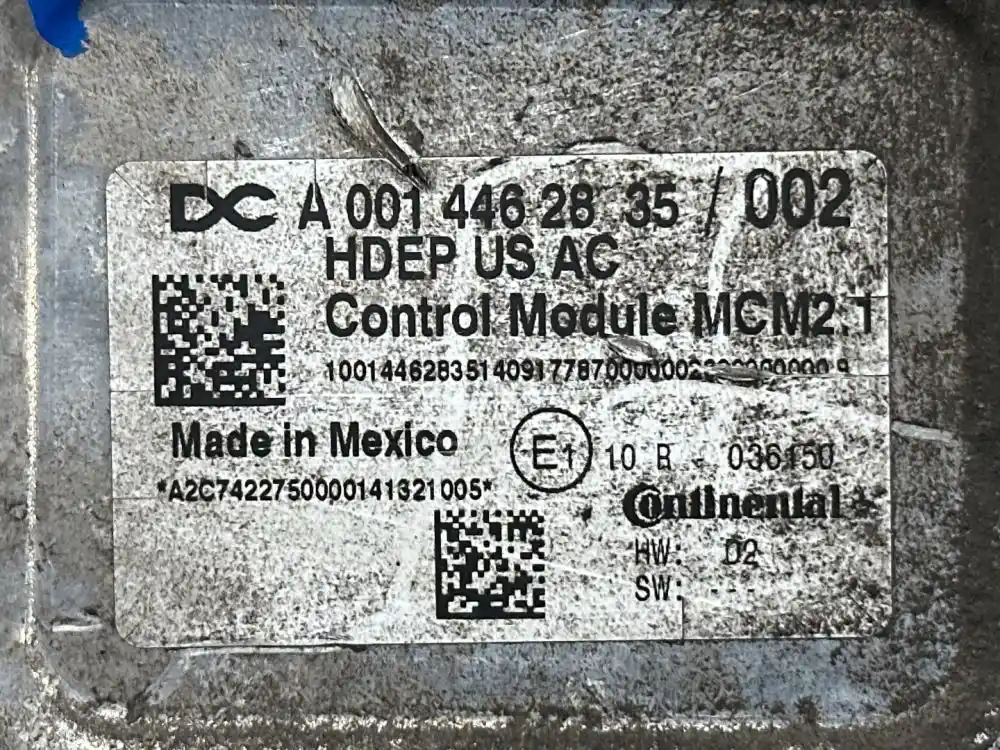 DC A 001 446 28 35 / 002
HDEP US AC
Control Module MCM2.1
Made in Mexico
E1 10 R - 036150
*A2C7422750000141321005*
Continental
HW: D2
SW: ---